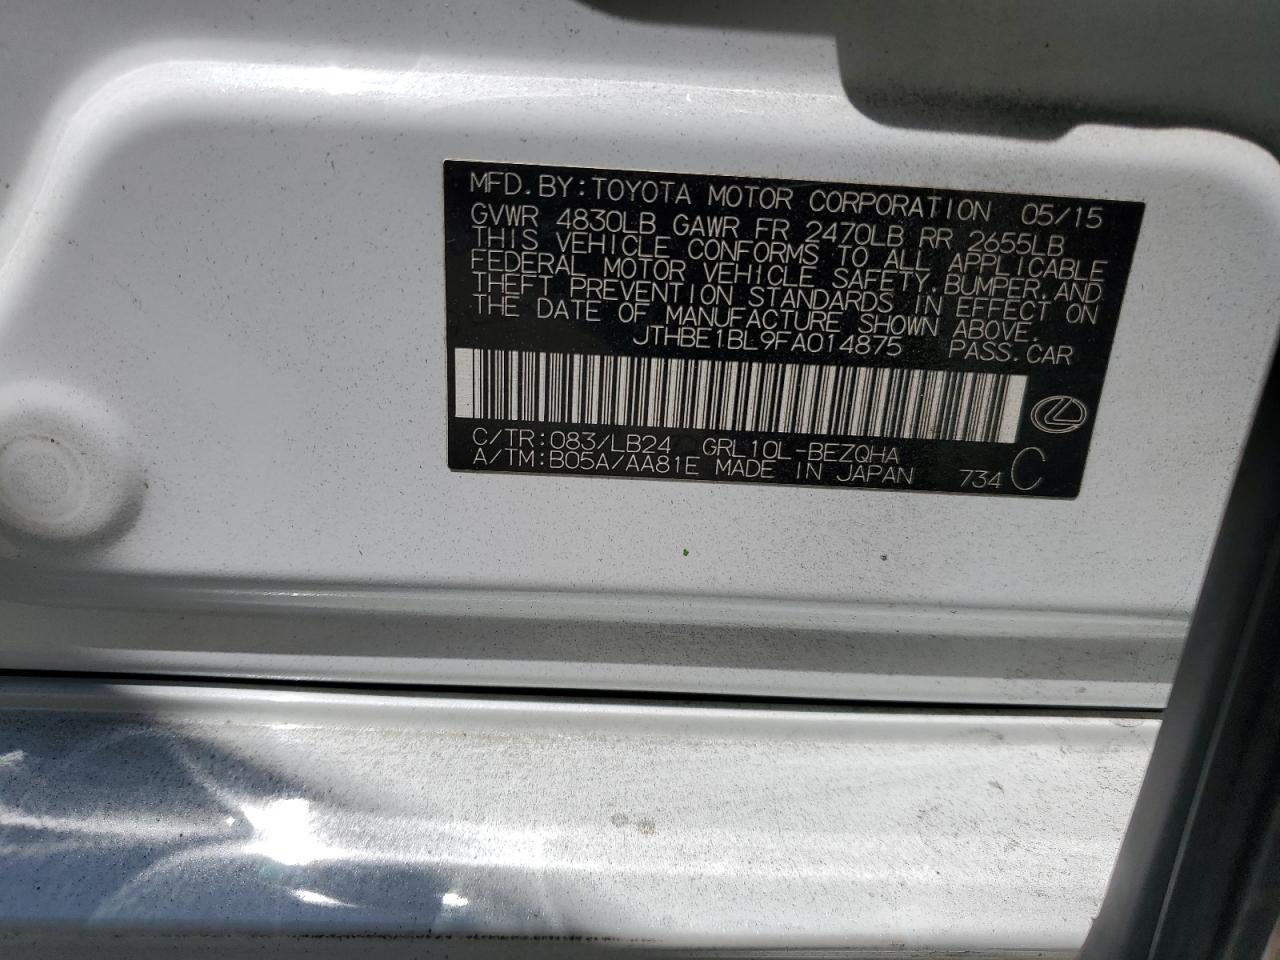 MFD.BY:TOYOTA MOTOR CORPORATION 05/15
GVWR 4830LB GAWR FR 2470LB RR 2655LB
THIS VEHICLE CONFORMS TO ALL APPLICABLE
FEDERAL MOTOR VEHICLE SAFETY,BUMPER,AND
THEFT PREVENTION STANDARDS IN EFFECT ON
THE DATE OF MANUFACTURE SHOWN ABOVE.
JTHBE1BL9FA014875 PASS.CAR
C/TR:083/LB24 GRL10L-BEZQHA
A/TM:B05A/AA81E MADE IN JAPAN 734 C